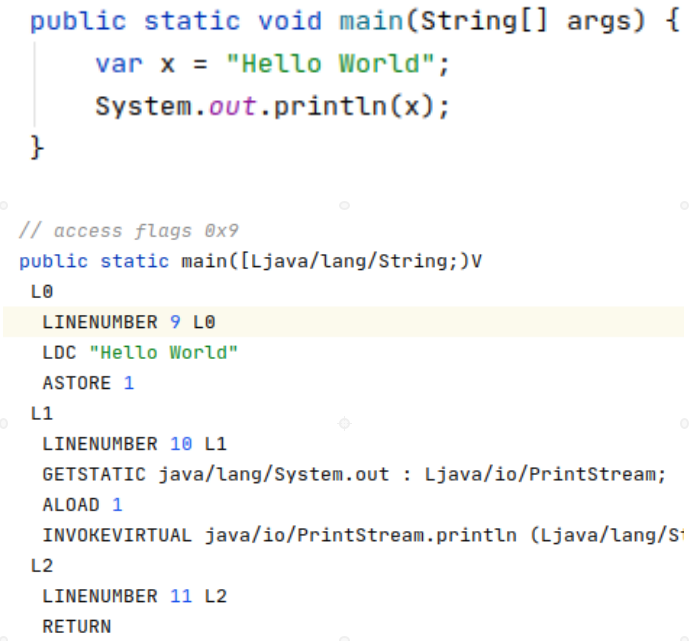 public static void main(String[] args) {
var x = "Hello World";
System.out.println(x);
}
// access flags 0x9
public static main([Ljava/lang/String;)V
L0
LINENUMBER 9 L0
LDC "Hello World"
ASTORE 1
L1
LINENUMBER 10 L1
GETSTATIC java/lang/System.out : Ljava/io/PrintStream;
ALOAD 1
INVOKEVIRTUAL java/io/PrintStream.println (Ljava/lang/S
L2
LINENUMBER 11 L2
RETURN